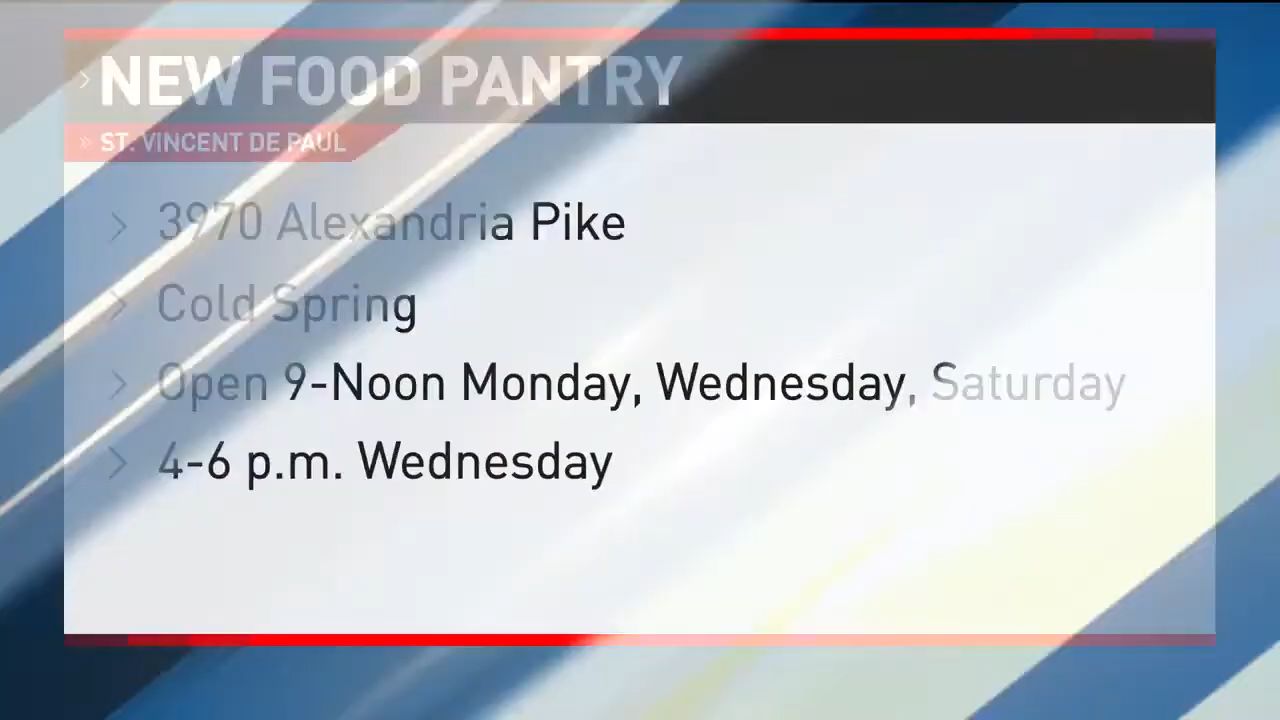 NEW FOOD PANTRY
ST. VINCENT DE PAUL
3970 Alexandria Pike
Cold Spring
Open 9-Noon Monday, Wednesday, Saturday
4-6 p.m. Wednesday